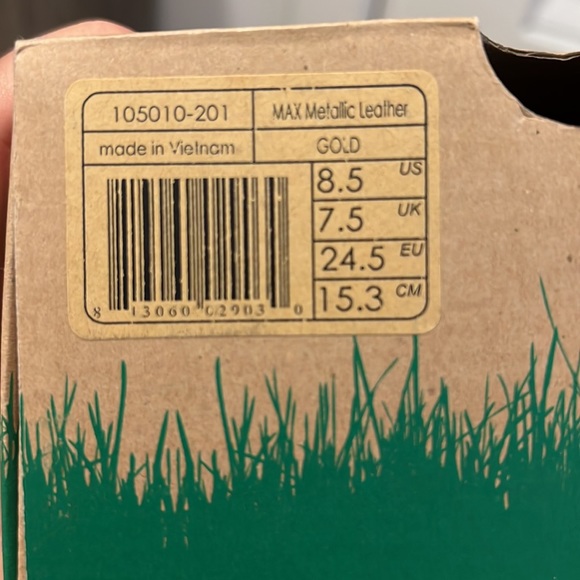 105010-201
MAX Metallic Leather
made in Vietnam
GOLD
8.5 US
7.5 UK
24.5 EU
15.3 CM
8 13060 02903 0